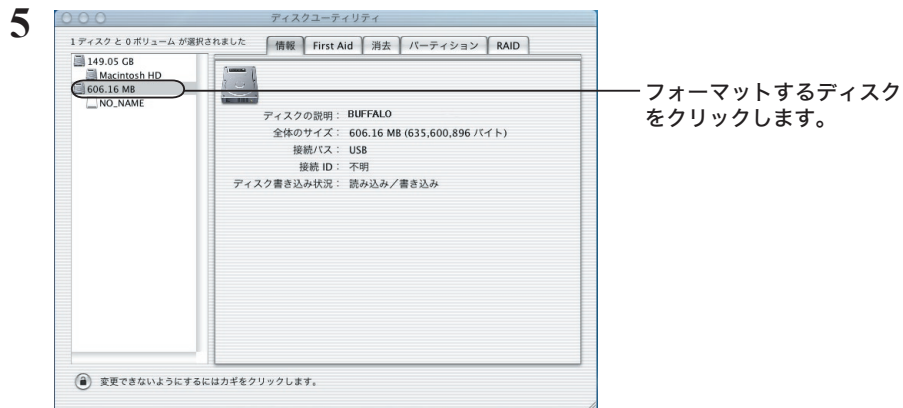 5
ディスクユーティリティ
1 ディスク と 0 ボリューム が選択されました
情報 First Aid 消去 パーティション RAID
149.05 GB
Macintosh HD
606.16 MB
NO_NAME
ディスクの説明： BUFFALO
全体のサイズ： 606.16 MB (635,600,896 バイト)
接続バス： USB
接続 ID： 不明
ディスク書き込み状況： 読み込み／書き込み
変更できないようにするにはカギをクリックします。
フォーマットするディスク
をクリックします。